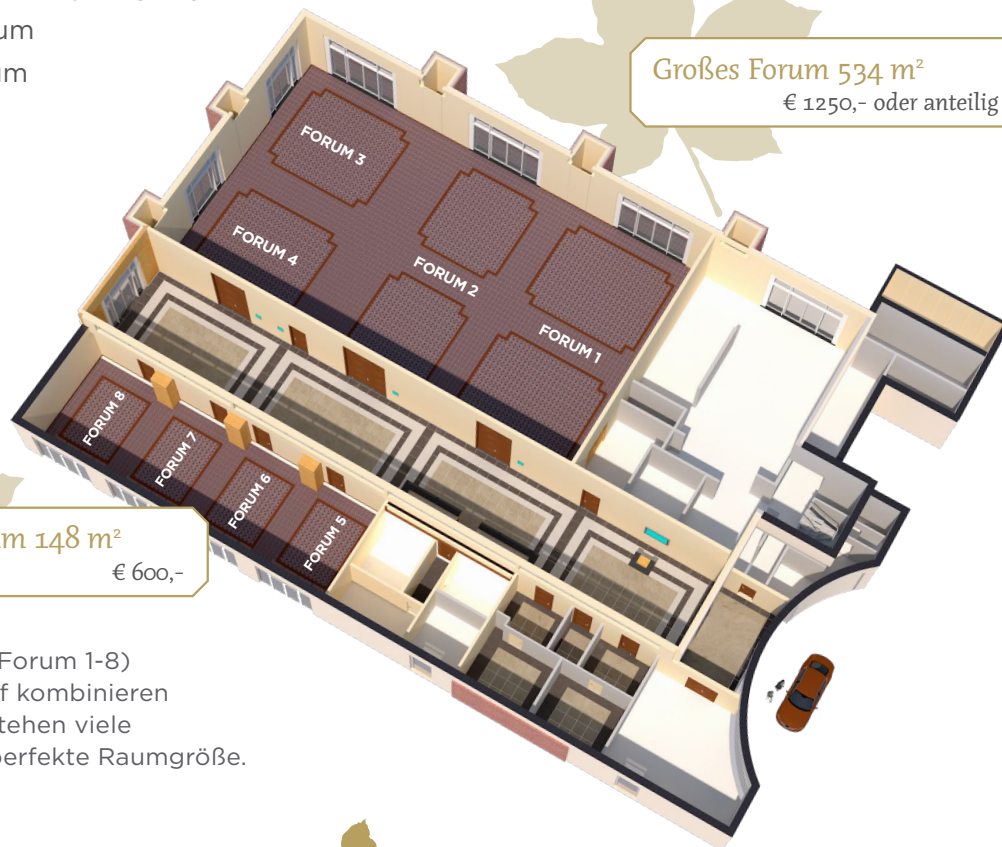 um
um
Großes Forum 534 m²
€ 1250,- oder anteilig
FORUM 3
FORUM 4
FORUM 2
FORUM 1
FORUM 8
FORUM 7
FORUM 6
FORUM 5
m 148 m²
€ 600,-
Forum 1-8)
f kombinieren
tehen viele
perfekte Raumgröße.